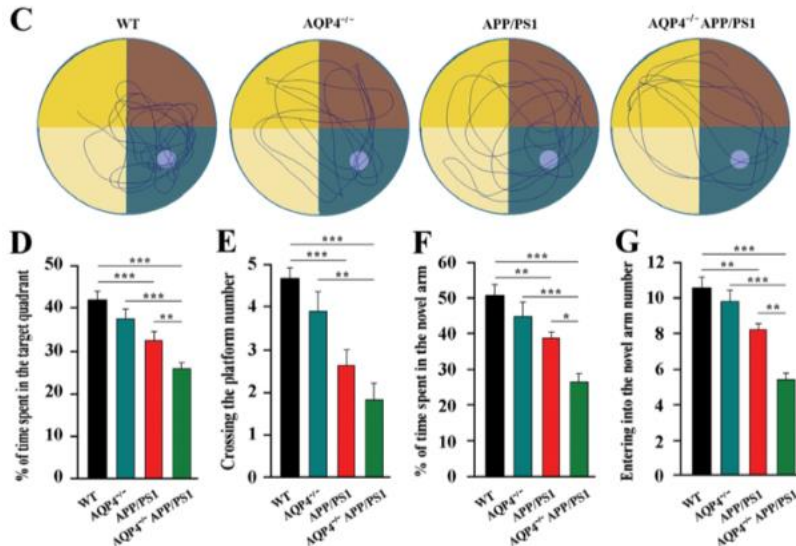 C
WT
AQP4⁻/⁻
APP/PS1
AQP4⁻/⁻ APP/PS1
D
% of time spent in the target quadrant
50
40
30
20
10
0
***
***
***
**
WT
AQP4⁻/⁻
APP/PS1
AQP4⁻/⁻ APP/PS1
E
Crossing the platform number
5
4
3
2
1
0
***
***
**
WT
AQP4⁻/⁻
APP/PS1
AQP4⁻/⁻ APP/PS1
F
% of time spent in the novel arm
60
50
40
30
20
10
0
***
**
***
*
WT
AQP4⁻/⁻
APP/PS1
AQP4⁻/⁻ APP/PS1
G
Entering into the novel arm number
12
10
8
6
4
2
0
***
**
***
**
WT
AQP4⁻/⁻
APP/PS1
AQP4⁻/⁻ APP/PS1